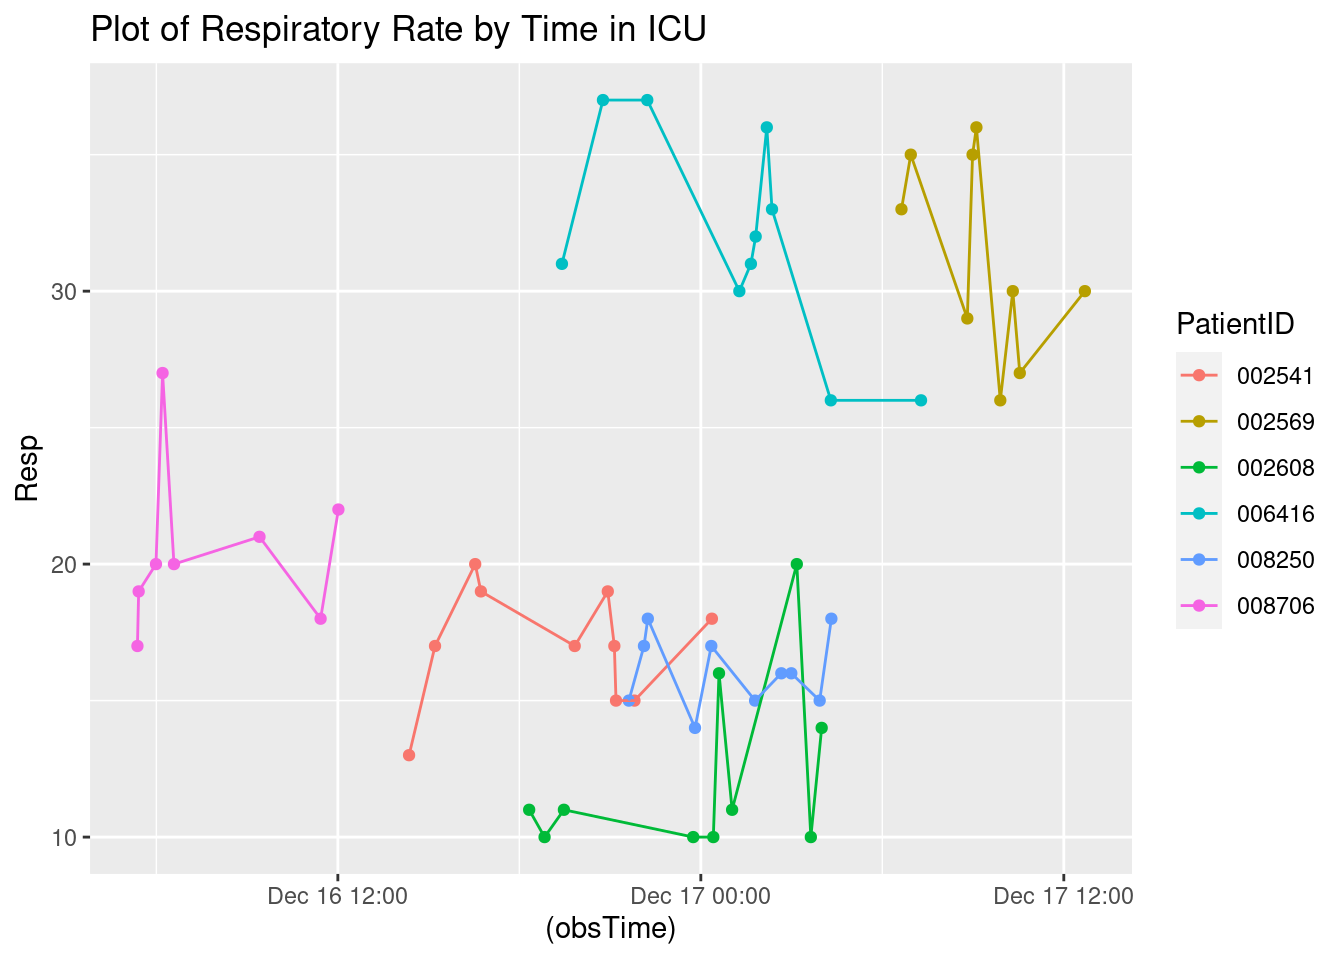 Plot of Respiratory Rate by Time in ICU
Resp
30
20
10
Dec 16 12:00
Dec 17 00:00
Dec 17 12:00
(obsTime)
PatientID
002541
002569
002608
006416
008250
008706